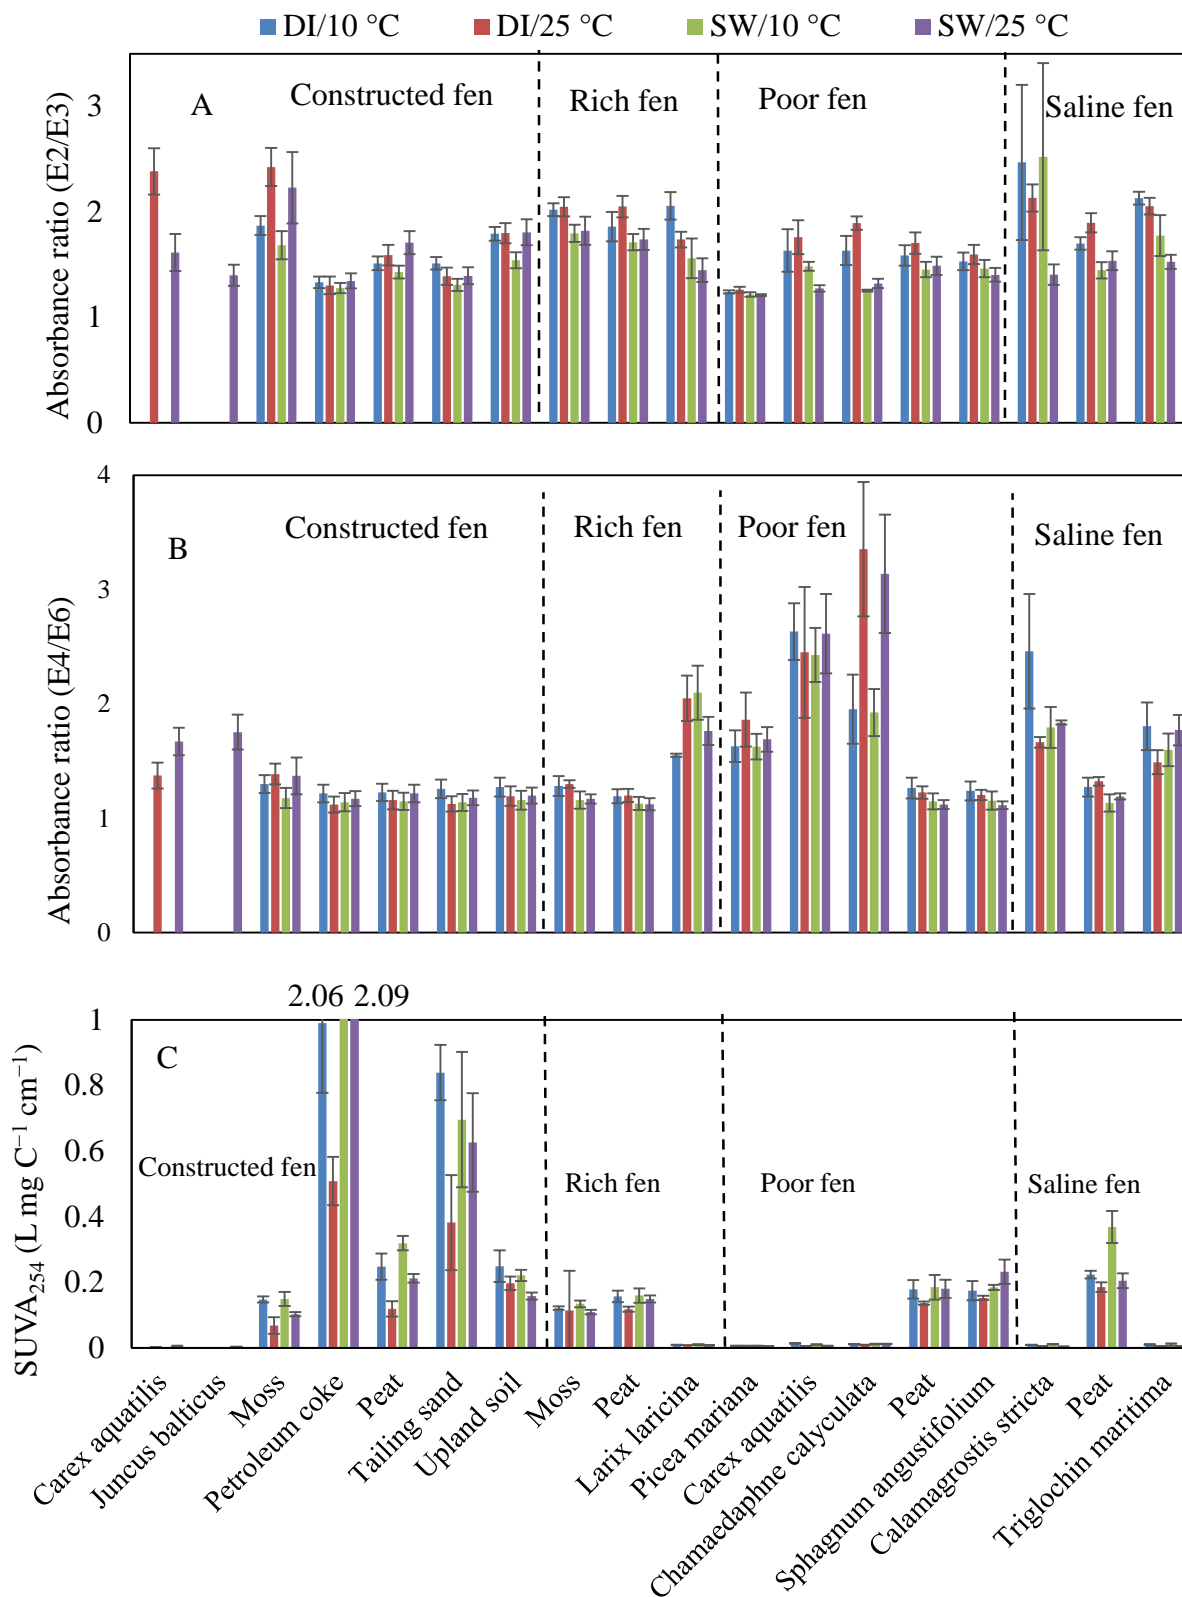 DI/10 °C DI/25 °C SW/10 °C SW/25 °C
Absorbance ratio (E2/E3)
3
2
1
0
A
Constructed fen
Rich fen
Poor fen
Saline fen
Absorbance ratio (E4/E6)
4
3
2
1
0
B
Constructed fen
Rich fen
Poor fen
Saline fen
2.06 2.09
SUVA254 (L mg C−1 cm−1)
1
0.8
0.6
0.4
0.2
0
C
Constructed fen
Rich fen
Poor fen
Saline fen
Carex aquatilis
Juncus balticus
Moss
Petroleum coke
Peat
Tailing sand
Upland soil
Moss
Peat
Larix laricina
Picea mariana
Carex aquatilis
Chamaedaphne calyculata
Peat
Sphagnum angustifolium
Calamagrostis stricta
Peat
Triglochin maritima